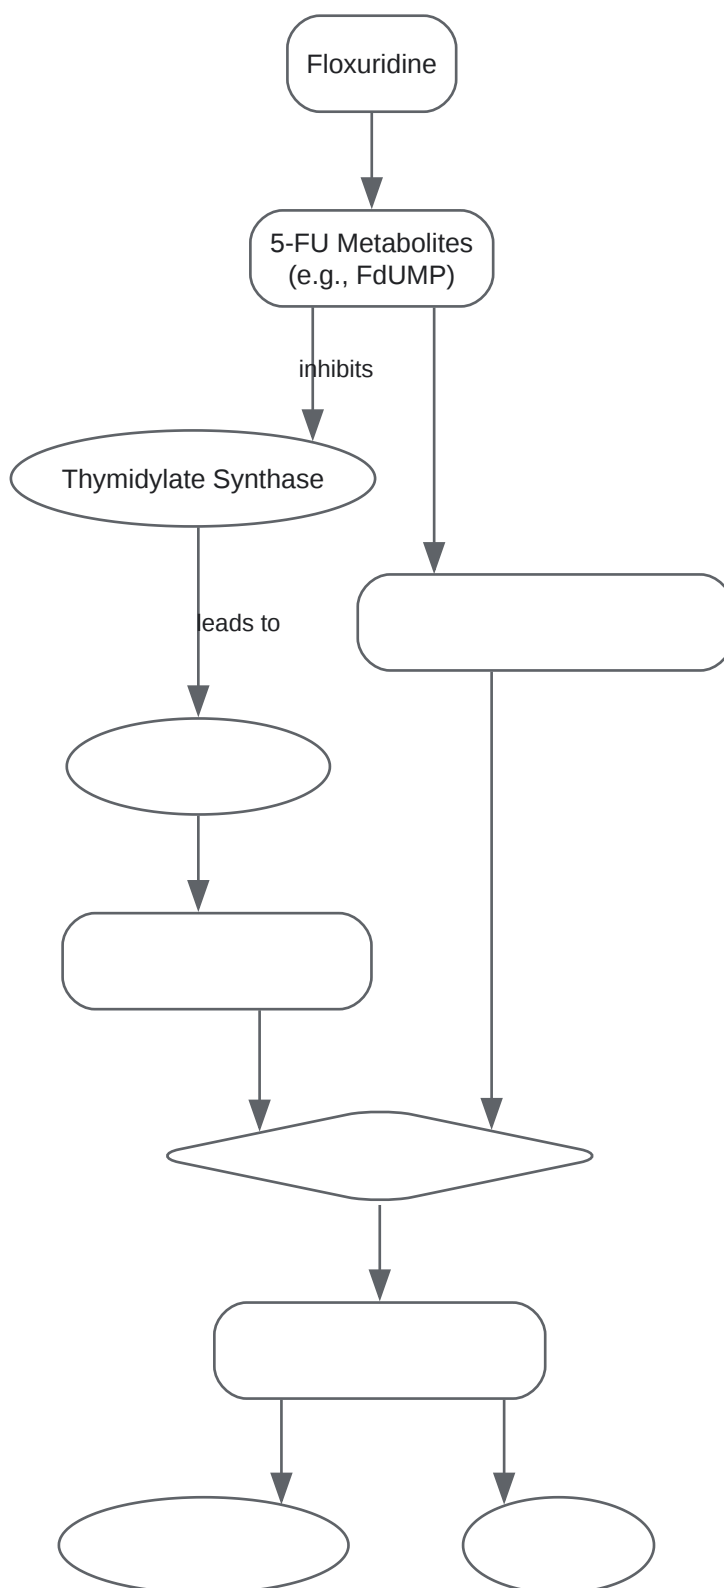 Floxuridine
5-FU Metabolites
(e.g., FdUMP)
inhibits
Thymidylate Synthase
leads to